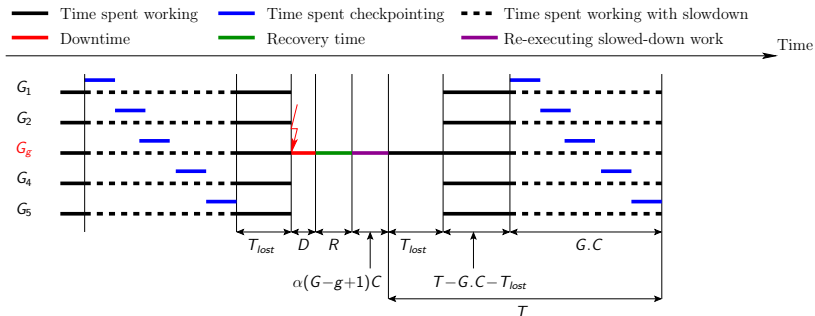 Time spent working Time spent checkpointing Time spent working with slowdown
Downtime Recovery time Re-executing slowed-down work
Time
G1
G2
Gg
G4
G5
Tlost D R Tlost G.C
α(G−g+1)C T−G.C−Tlost
T